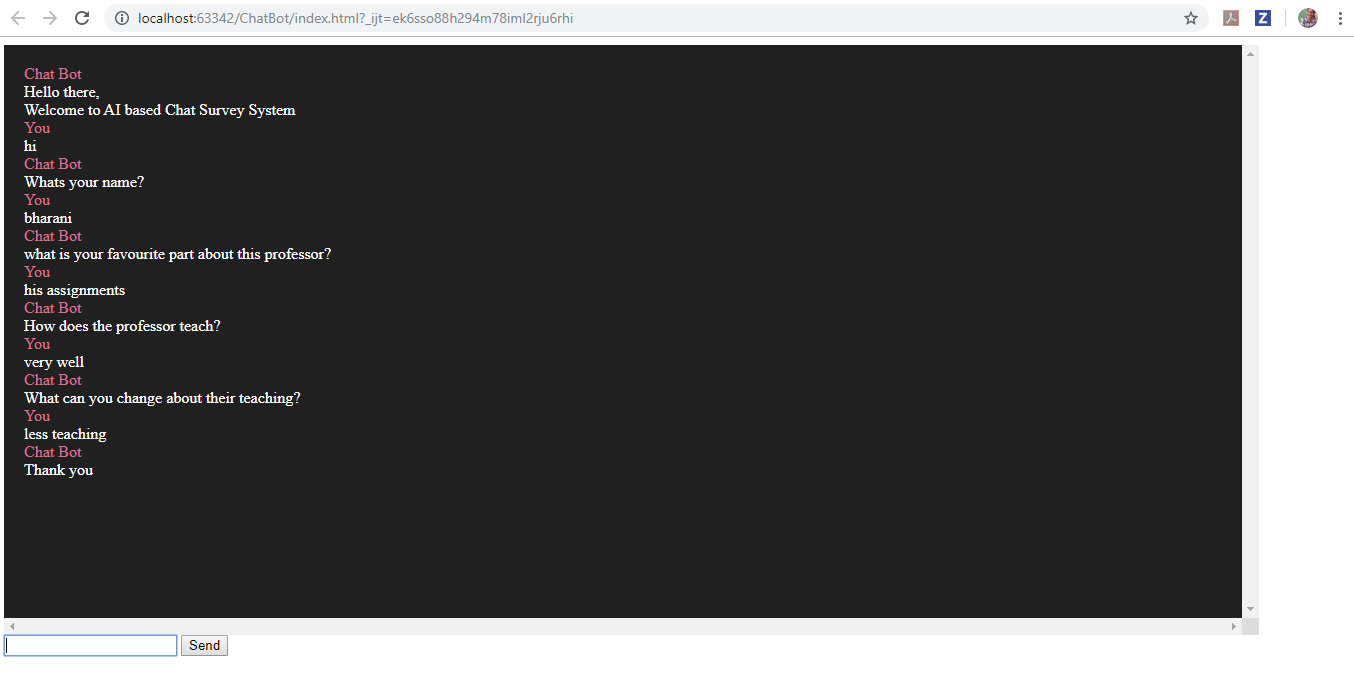 localhost:63342/ChatBot/index.html?_ijt=ek6sso88h294m78iml2rju6rhi
Z
Chat Bot
Hello there,
Welcome to AI based Chat Survey System
You
hi
Chat Bot
Whats your name?
You
bharani
Chat Bot
what is your favourite part about this professor?
You
his assignments
Chat Bot
How does the professor teach?
You
very well
Chat Bot
What can you change about their teaching?
You
less teaching
Chat Bot
Thank you
Send